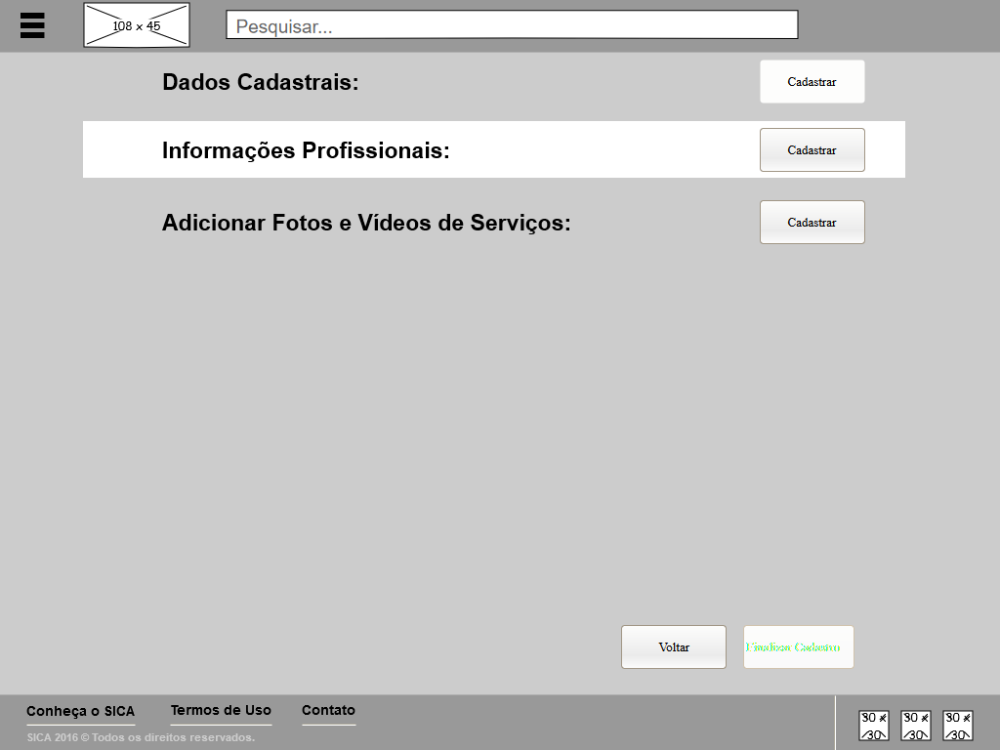 108 x 45
Pesquisar...
Dados Cadastrais:
Cadastrar
Informações Profissionais:
Cadastrar
Adicionar Fotos e Vídeos de Serviços:
Cadastrar
Voltar
Finalizar Cadastro
Conheça o SICA
Termos de Uso
Contato
SICA 2016 © Todos os direitos reservados.
30 x
30
30 x
30
30 x
30